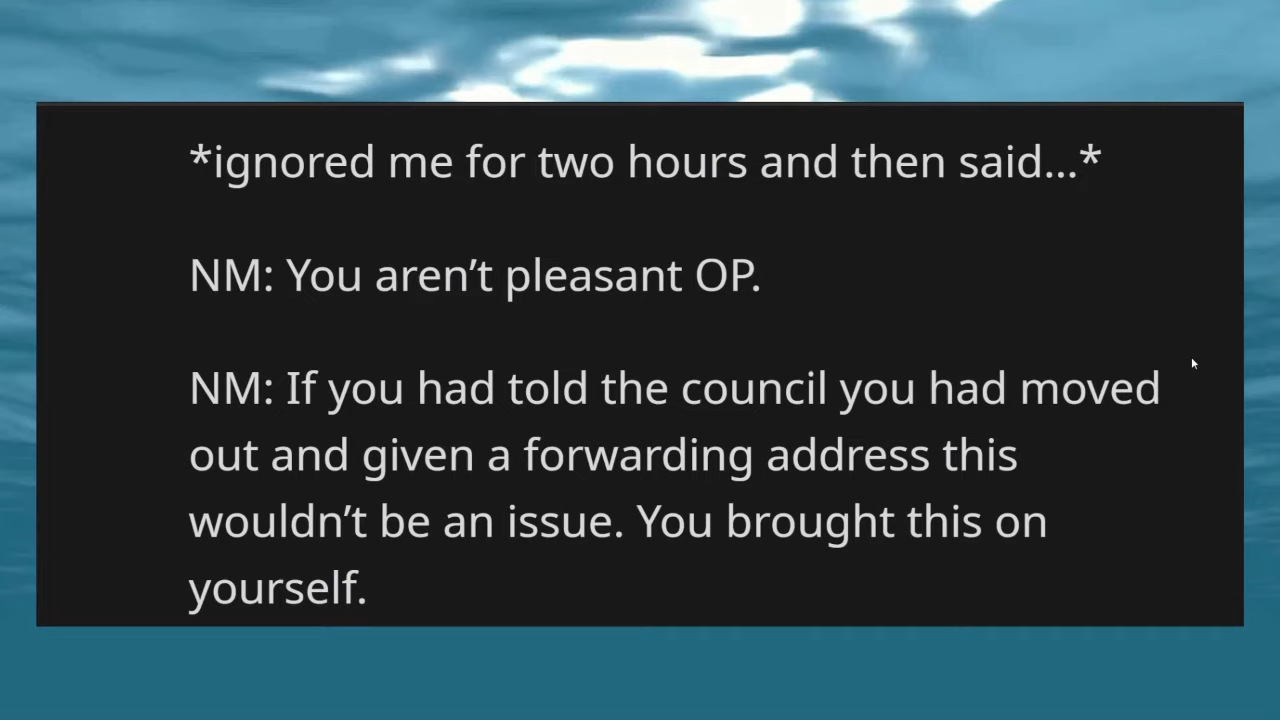 *ignored me for two hours and then said...*
NM: You aren’t pleasant OP.
NM: If you had told the council you had moved
out and given a forwarding address this
wouldn’t be an issue. You brought this on
yourself.